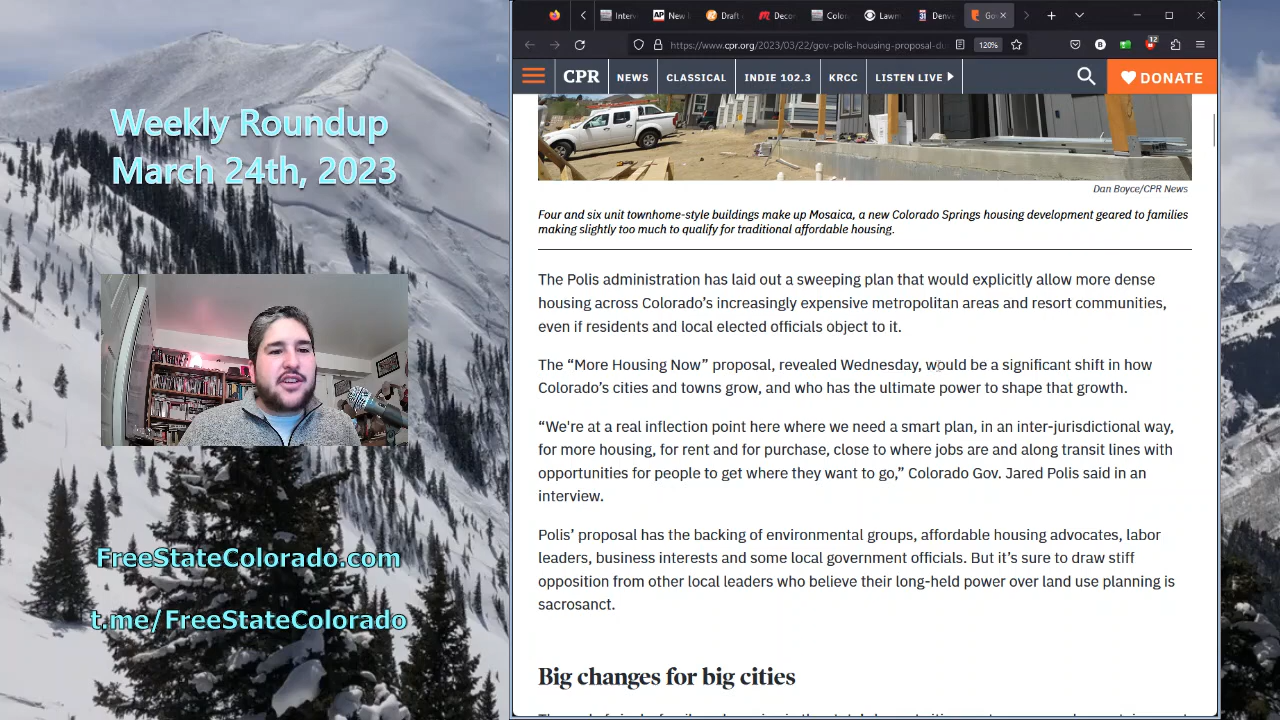 Weekly Roundup
March 24th, 2023
FreeStateColorado.com
t.me/FreeStateColorado
Interv
AP New
Draft
Decor
Color
Lawm
Denve
Gov
https://www.cpr.org/2023/03/22/gov-polis-housing-proposal-du
120%
12
CPR NEWS CLASSICAL INDIE 102.3 KRCC LISTEN LIVE DONATE
Dan Boyce/CPR News
Four and six unit townhome-style buildings make up Mosaica, a new Colorado Springs housing development geared to families
making slightly too much to qualify for traditional affordable housing.
The Polis administration has laid out a sweeping plan that would explicitly allow more dense
housing across Colorado's increasingly expensive metropolitan areas and resort communities,
even if residents and local elected officials object to it.
The “More Housing Now” proposal, revealed Wednesday, would be a significant shift in how
Colorado's cities and towns grow, and who has the ultimate power to shape that growth.
“We're at a real inflection point here where we need a smart plan, in an inter-jurisdictional way,
for more housing, for rent and for purchase, close to where jobs are and along transit lines with
opportunities for people to get where they want to go,” Colorado Gov. Jared Polis said in an
interview.
Polis’ proposal has the backing of environmental groups, affordable housing advocates, labor
leaders, business interests and some local government officials. But it’s sure to draw stiff
opposition from other local leaders who believe their long-held power over land use planning is
sacrosanct.
Big changes for big cities